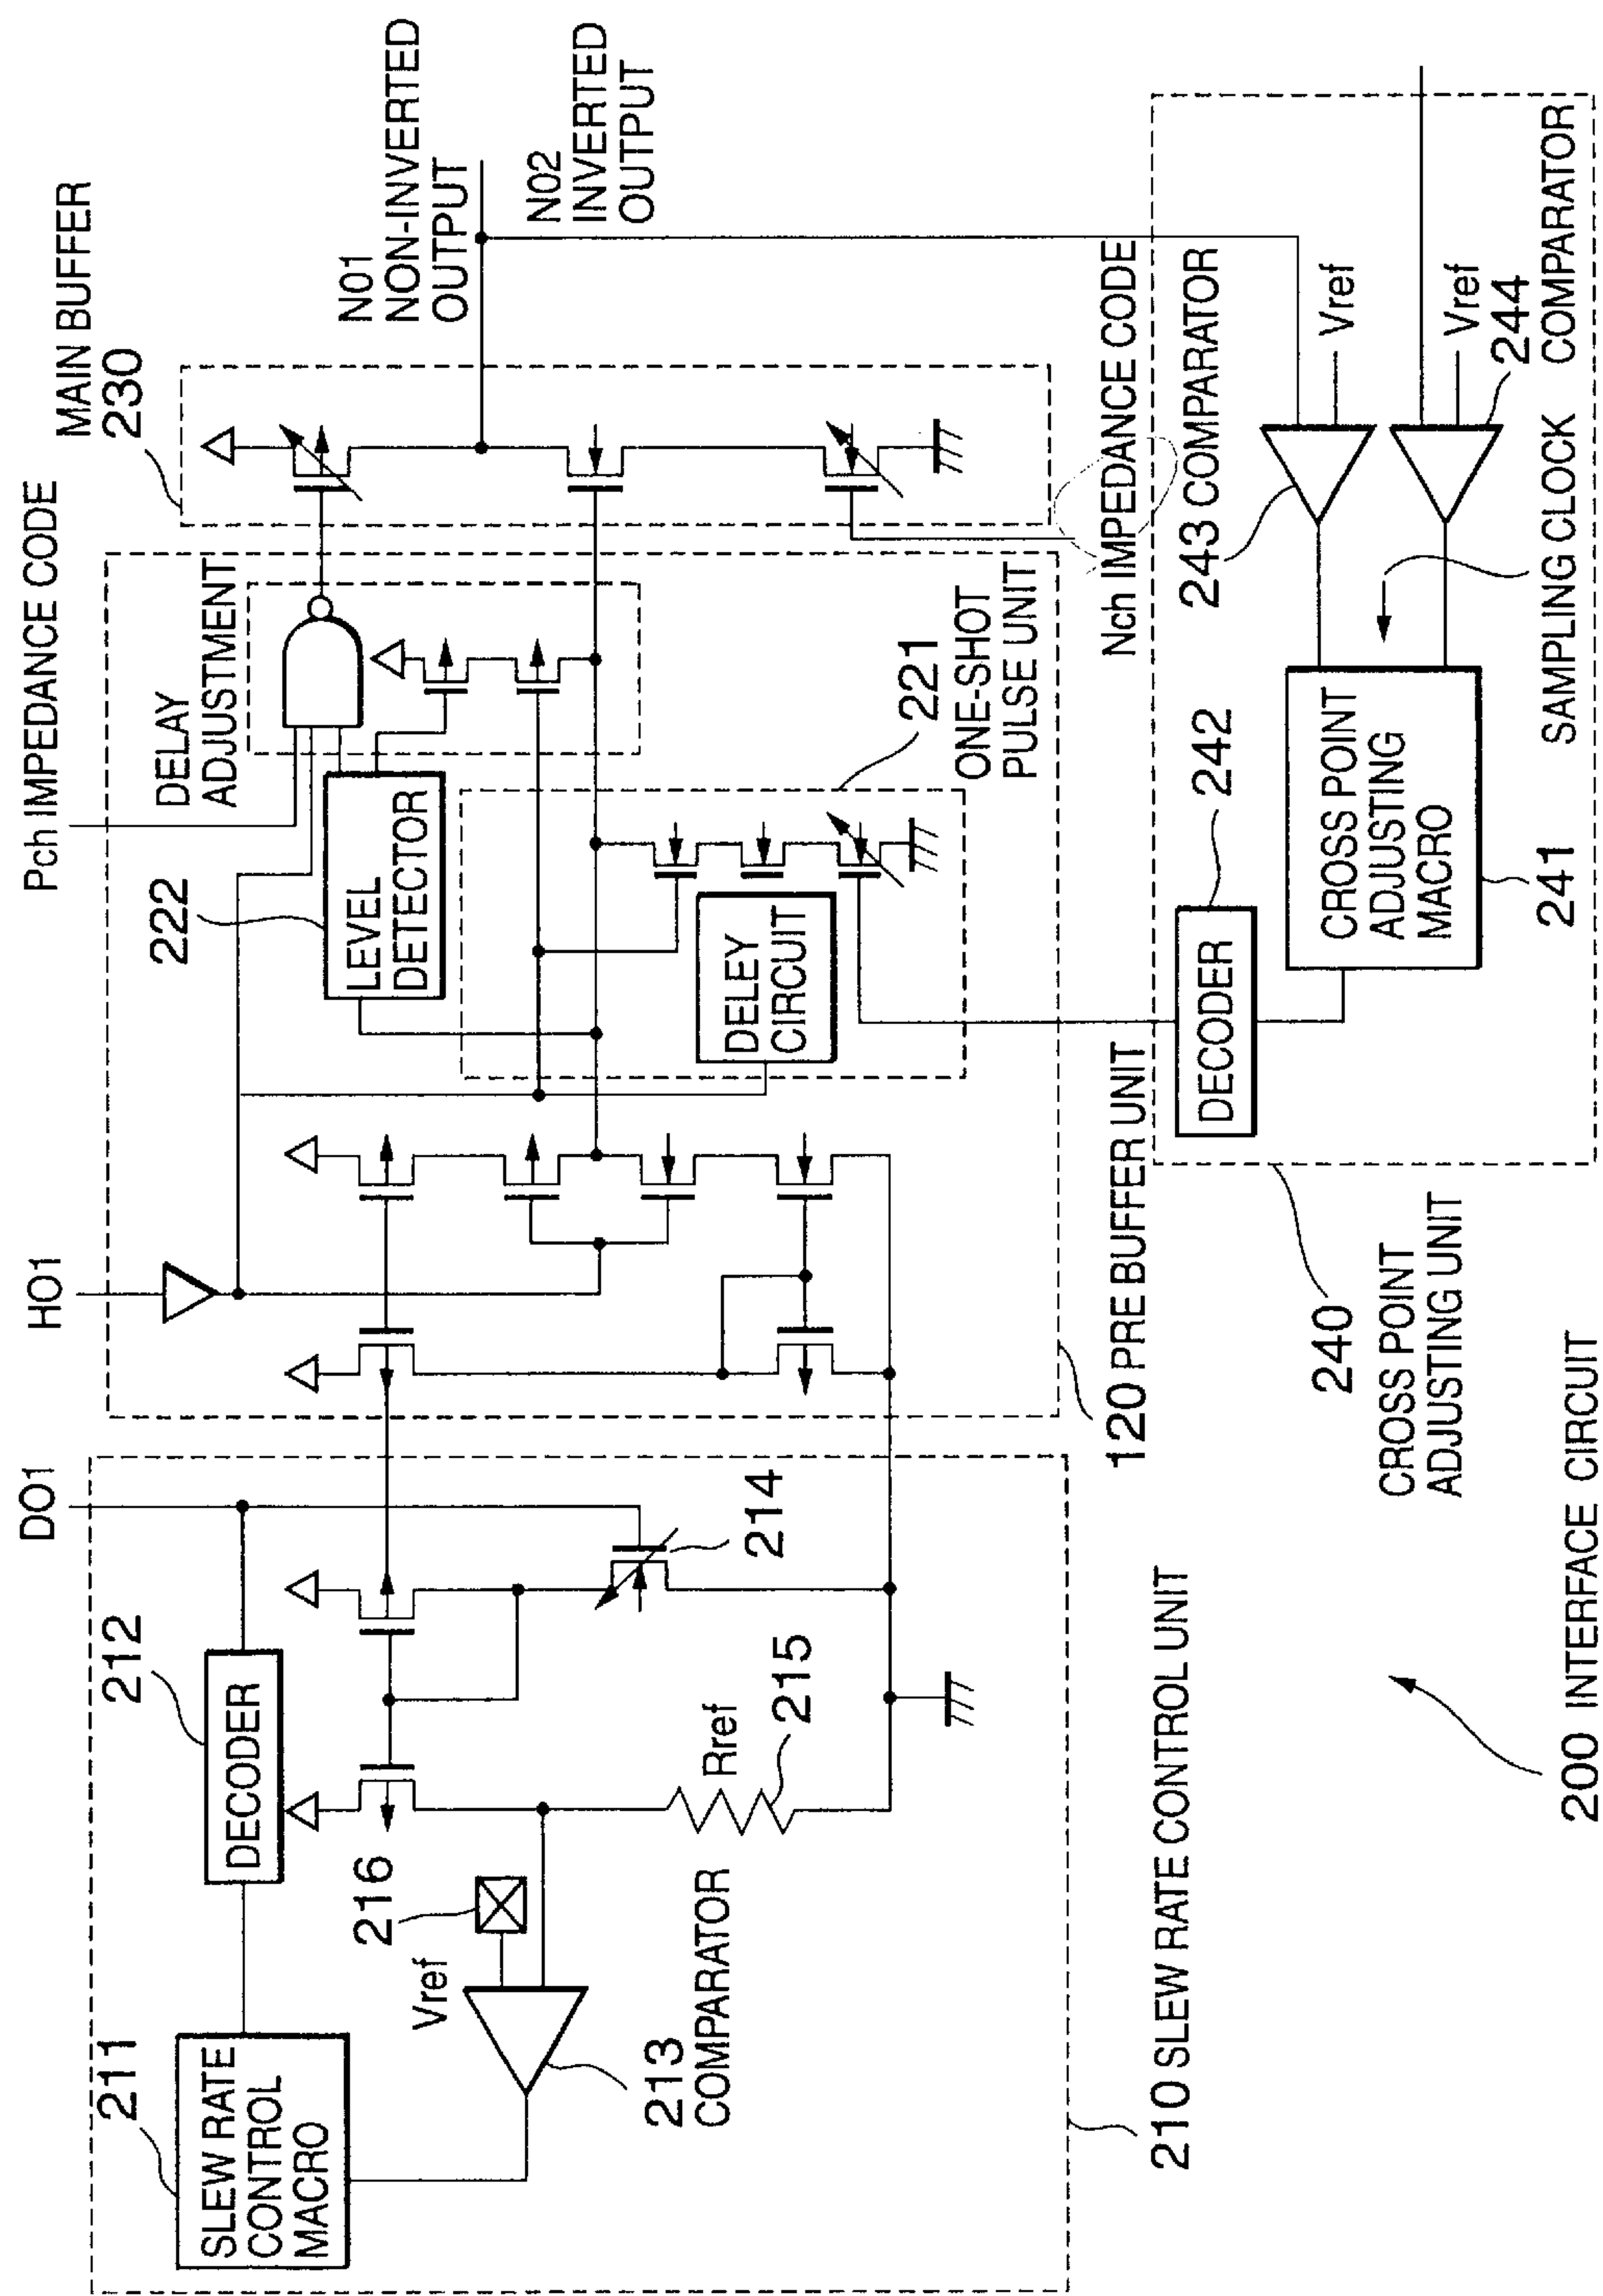 DO1
HO1
Pch IMPEDANCE CODE
MAIN BUFFER
230
211
SLEW RATE
CONTROL
MACRO
212
DECODER
216
Vref
213
COMPARATOR
Rref
215
214
210 SLEW RATE CONTROL UNIT
222
LEVEL
DETECTOR
DELAY
ADJUSTMENT
DELEY
CIRCUIT
221
ONE-SHOT
PULSE UNIT
120 PRE BUFFER UNIT
N01
NON-INVERTED
OUTPUT
N02
INVERTED
OUTPUT
Nch IMPEDANCE CODE
240
CROSS POINT
ADJUSTING UNIT
DECODER
242
CROSS POINT
ADJUSTING
MACRO
241
243 COMPARATOR
Vref
Vref
244
COMPARATOR
SAMPLING CLOCK
200 INTERFACE CIRCUIT